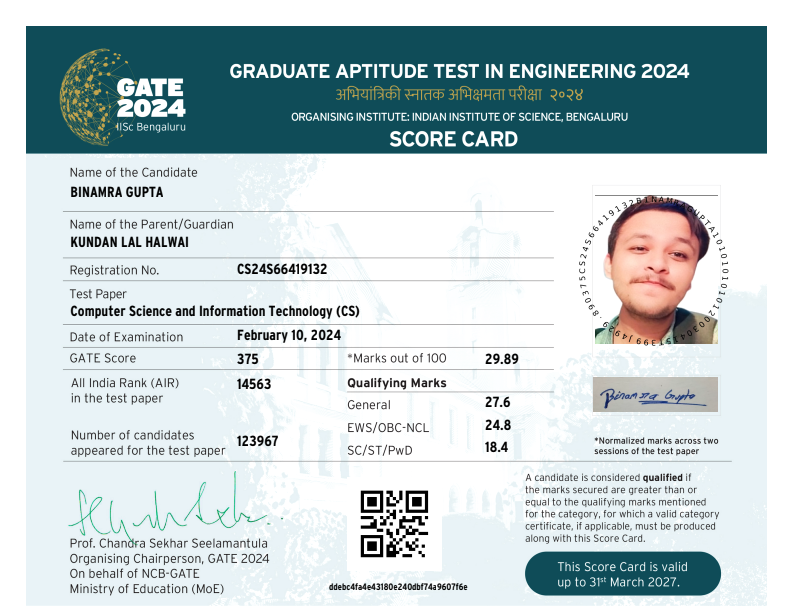 GATE
2024
IISc Bengaluru
GRADUATE APTITUDE TEST IN ENGINEERING 2024
अभियांत्रिकी स्नातक अभिक्षमता परीक्षा २०२४
ORGANISING INSTITUTE: INDIAN INSTITUTE OF SCIENCE, BENGALURU
SCORE CARD
Name of the Candidate
BINAMRA GUPTA
Name of the Parent/Guardian
KUNDAN LAL HALWAI
Registration No. CS24S66419132
Test Paper
Computer Science and Information Technology (CS)
Date of Examination February 10, 2024
GATE Score 375 *Marks out of 100 29.89
All India Rank (AIR) 14563
in the test paper
Qualifying Marks
General 27.6
EWS/OBC-NCL 24.8
SC/ST/PwD 18.4
Number of candidates 123967
appeared for the test paper
Binamra Gupta
*Normalized marks across two
sessions of the test paper
Prof. Chandra Sekhar Seelamantula
Organising Chairperson, GATE 2024
On behalf of NCB-GATE
Ministry of Education (MoE)
ddebc4fa4e43180e240dbf74a9607f6e
A candidate is considered qualified if
the marks secured are greater than or
equal to the qualifying marks mentioned
for the category, for which a valid category
certificate, if applicable, must be produced
along with this Score Card.
This Score Card is valid
up to 31st March 2027.